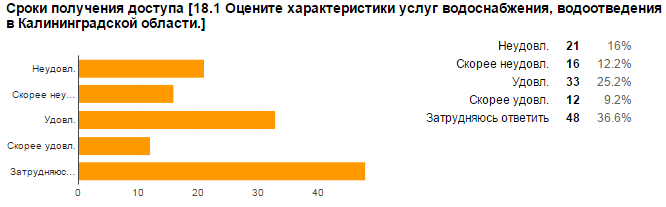 Сроки получения доступа [18.1 Оцените характеристики услуг водоснабжения, водоотведения
в Калининградской области.]
Неудовл.
Скорее неу...
Удовл.
Скорее удовл.
Затрудняюс...
0 10 20 30 40
Неудовл. 21 16%
Скорее неудовл. 16 12.2%
Удовл. 33 25.2%
Скорее удовл. 12 9.2%
Затрудняюсь ответить 48 36.6%